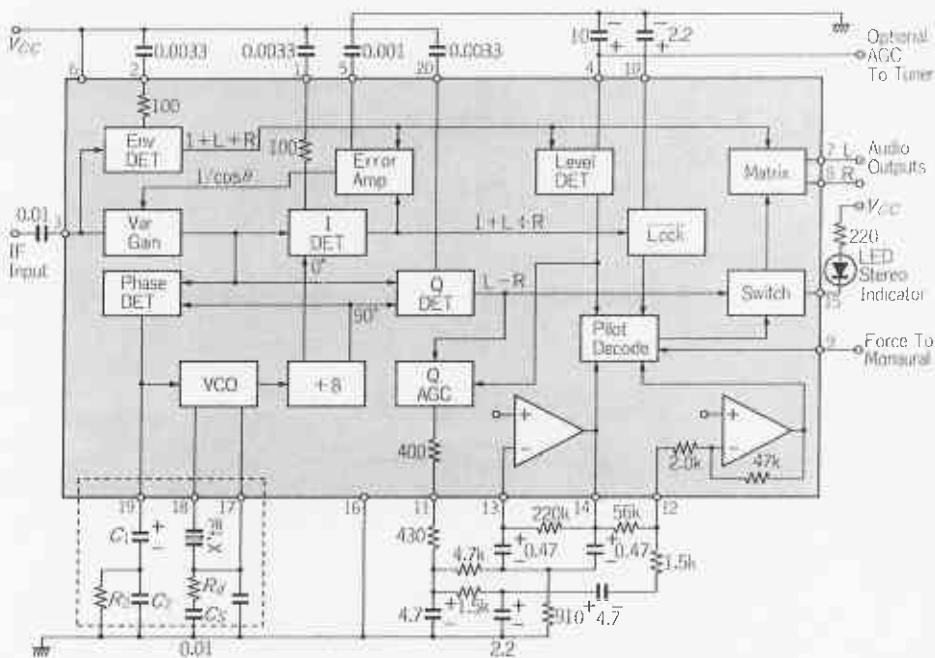 VCC
0.0033
0.0033
0.001
0.0033
10
2.2
Optional
AGC
To Tuner
6
2
1
5
20
4
10
100
100
Env
DET
1+L+R
Error
Amp
Level
DET
Matrix
7 L
8 R
Audio
Outputs
1/cosθ
0.01
3
IF
Input
Var
Gain
I
DET
0°
1+L+R
Lock
VCC
220
LED
Stereo
Indicator
Phase
DET
90°
Q
DET
L-R
Switch
15
Pilot
Decode
9
Force To
Monaural
VCO
÷8
Q
AGC
400
2.0k
47k
19
18
17
16
11
13
14
12
C1
430
220k
56k
4.7k
0.47
0.47
1.5k
Rd
C2
C5
4.7
1.5k
910
4.7
0.01
2.2